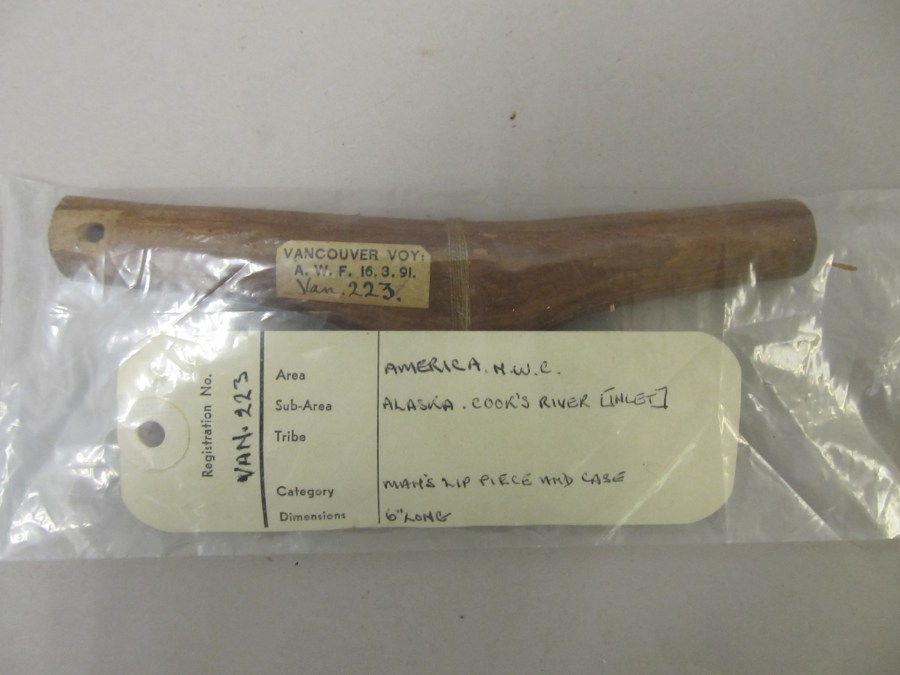 VANCOUVER VOY:
A. W. F. 16. 3. 91.
Van. 223.
Registration No.
VAN. 223
Area AMERICA. N.W.C.
Sub-Area ALASKA. COOK'S RIVER [INLET]
Tribe
Category MAN'S LIP PIECE AND CASE
Dimensions 6" LONG